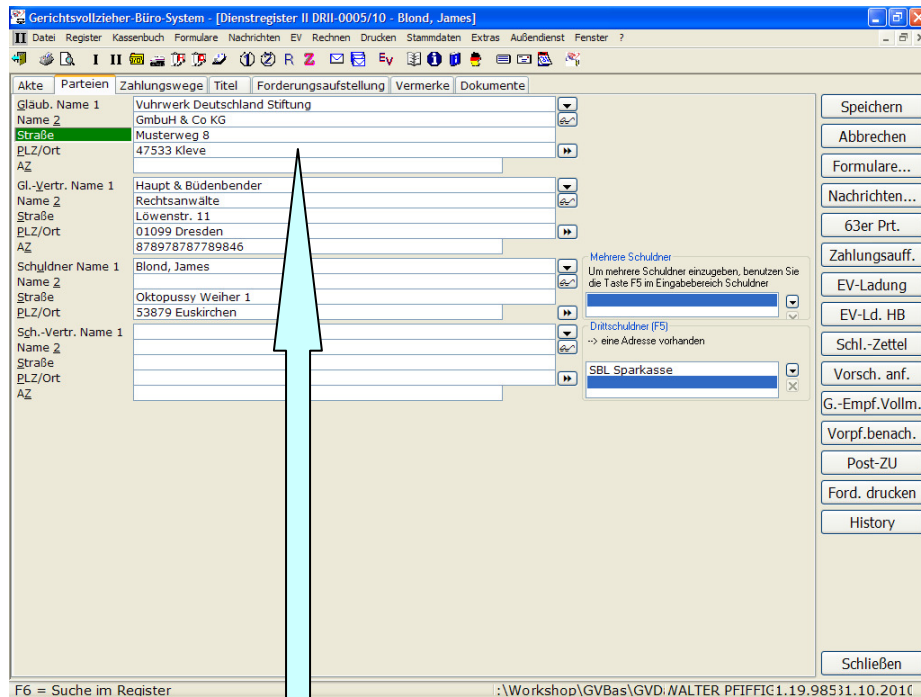 Gerichtsvollzieher-Büro-System - [Dienstregister II DRII-0005/10 - Blond, James]
II Datei Register Kassenbuch Formulare Nachrichten EV Rechnen Drucken Stammdaten Extras Außendienst Fenster ?
I II R Z Ev
Akte Parteien Zahlungswege Titel Forderungsaufstellung Vermerke Dokumente
Gläub. Name 1 Vuhrwerk Deutschland Stiftung
Name 2 GmbuH & Co KG
Straße Musterweg 8
PLZ/Ort 47533 Kleve
AZ
Gl.-Vertr. Name 1 Haupt & Büdenbender
Name 2 Rechtsanwälte
Straße Löwenstr. 11
PLZ/Ort 01099 Dresden
AZ 878978787789846
Schuldner Name 1 Blond, James
Name 2
Straße Oktopussy Weiher 1
PLZ/Ort 53879 Euskirchen
Sch.-Vertr. Name 1
Name 2
Straße
PLZ/Ort
AZ
Mehrere Schuldner
Um mehrere Schuldner einzugeben, benutzen Sie
die Taste F5 im Eingabebereich Schuldner
Drittschuldner (F5)
--> eine Adresse vorhanden
SBL Sparkasse
Speichern
Abbrechen
Formulare...
Nachrichten...
63er Prt.
Zahlungsauff.
EV-Ladung
EV-Ld. HB
Schl.-Zettel
Vorsch. anf.
G.-Empf.Vollm.
Vorpf.benach.
Post-ZU
Ford. drucken
History
Schließen
F6 = Suche im Register
:\Workshop\GVBas\GVD WALTER PFIFFIG 1.19.985 31.10.2010